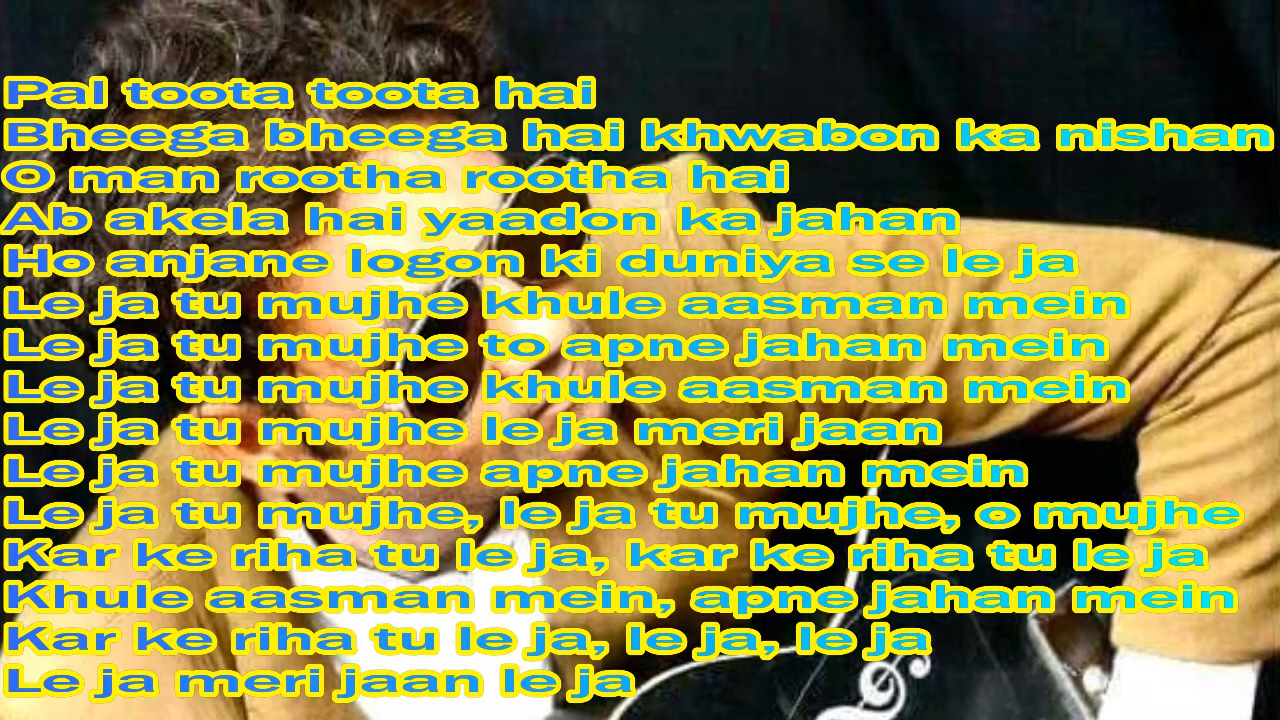 Pal toota toota hai
Bheega bheega hai khwabon ka nishan
O man rootha rootha hai
Ab akela hai yaadon ka jahan
Ho anjane logon ki duniya se le ja
Le ja tu mujhe khule aasman mein
Le ja tu mujhe to apne jahan mein
Le ja tu mujhe khule aasman mein
Le ja tu mujhe le ja meri jaan
Le ja tu mujhe apne jahan mein
Le ja tu mujhe, le ja tu mujhe, o mujhe
Kar ke riha tu le ja, kar ke riha tu le ja
Khule aasman mein, apne jahan mein
Kar ke riha tu le ja, le ja, le ja
Le ja meri jaan le ja